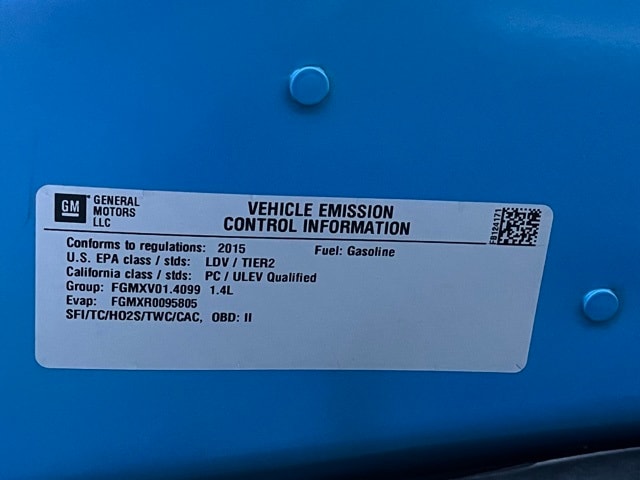 GM GENERAL MOTORS LLC
VEHICLE EMISSION
CONTROL INFORMATION
FB124171
Conforms to regulations: 2015 Fuel: Gasoline
U.S. EPA class / stds: LDV / TIER2
California class / stds: PC / ULEV Qualified
Group: FGMXV01.4099 1.4L
Evap: FGMXR0095805
SFI/TC/HO2S/TWC/CAC, OBD: II